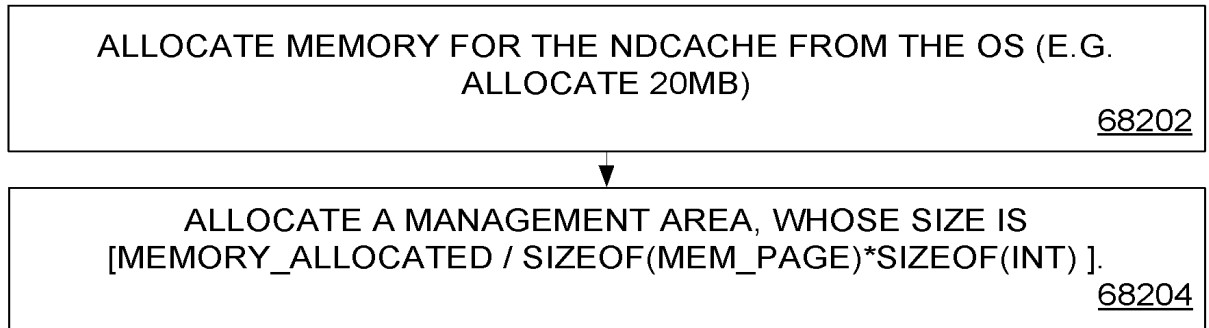 ALLOCATE MEMORY FOR THE NDCACHE FROM THE OS (E.G.
ALLOCATE 20MB)
68202
ALLOCATE A MANAGEMENT AREA, WHOSE SIZE IS
[MEMORY_ALLOCATED / SIZEOF(MEM_PAGE)*SIZEOF(INT) ].
68204